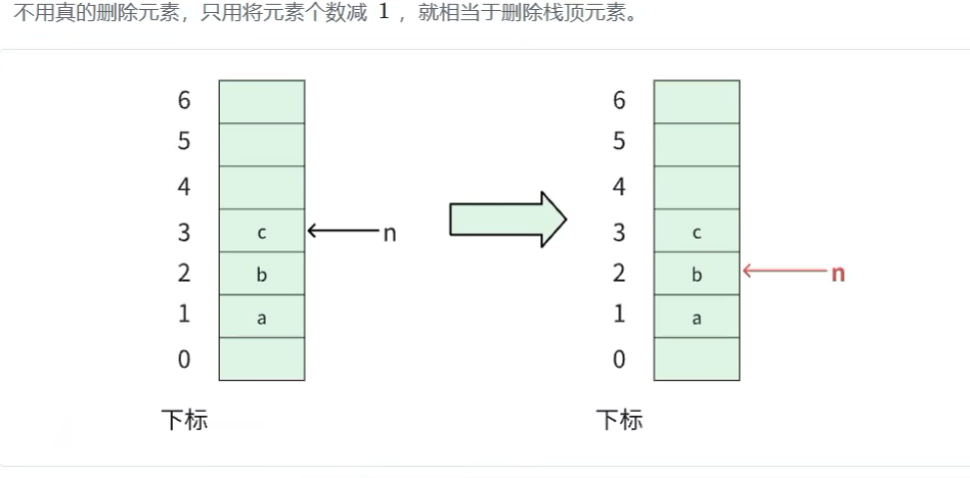 不用真的删除元素，只用将元素个数减 1 ，就相当于删除栈顶元素。
6 6
5 5
4 4
3 c n 3 c
2 b 2 b n
1 a 1 a
0 0
下标 下标